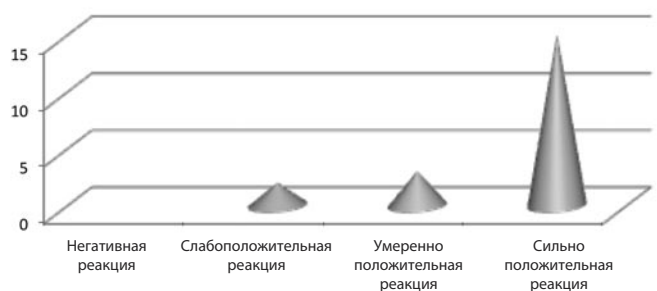 15
10
5
0
Негативная
реакция
Слабоположительная
реакция
Умеренно
положительная
реакция
Сильно
положительная
реакция